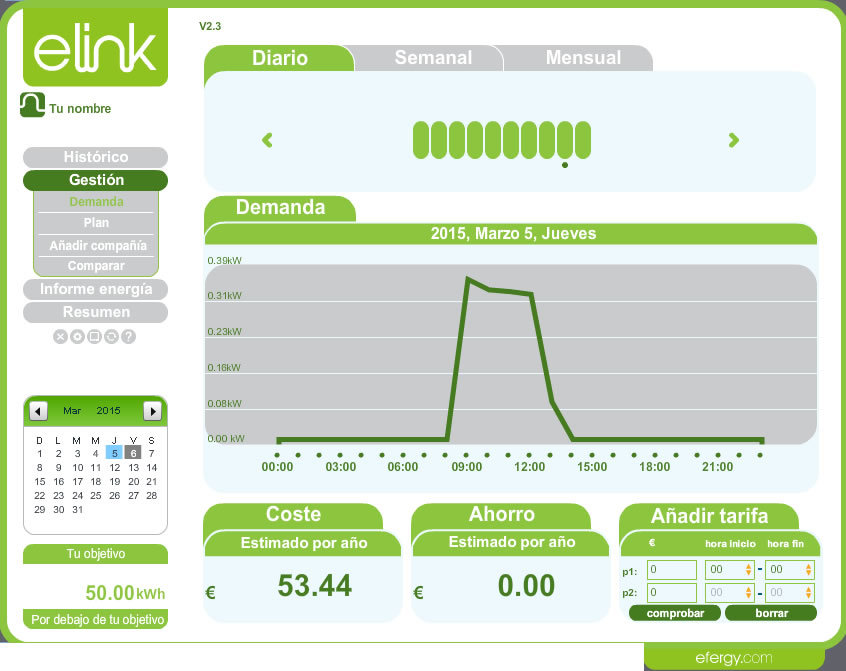 elink
V2.3
Tu nombre
Diario
Semanal
Mensual
Histórico
Gestión
Demanda
Plan
Añadir compañía
Comparar
Informe energía
Resumen
?
Demanda
2015, Marzo 5, Jueves
0.39kW
0.31kW
0.23kW
0.16kW
0.08kW
0.00 kW
00:00 03:00 06:00 09:00 12:00 15:00 18:00 21:00
Mar 2015
D L M M J V S
1 2 3 4 5 6 7
8 9 10 11 12 13 14
15 16 17 18 19 20 21
22 23 24 25 26 27 28
29 30 31
Tu objetivo
50.00kWh
Por debajo de tu objetivo
Coste
Estimado por año
€ 53.44
Ahorro
Estimado por año
€ 0.00
Añadir tarifa
€ hora inicio hora fin
p1: 0 00 - 00
p2: 0 00 - 00
comprobar borrar
efergy.com